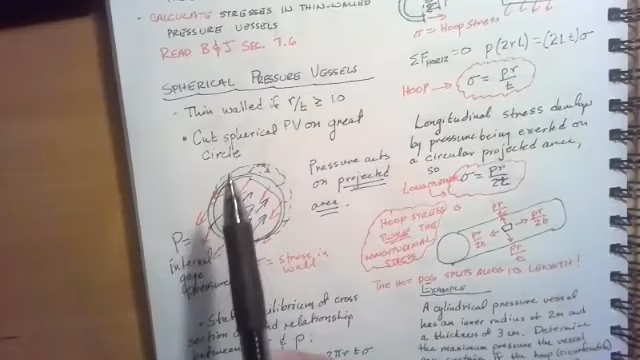 • CALCULATE STRESSES IN THIN-WALLED
PRESSURE VESSELS
READ B&J SEC. 7.6
SPHERICAL PRESSURE VESSELS
- Thin walled if r/t ≥ 10
• Cut spherical PV on great
circle
Pressure acts
on projected
area.
P =
internal
gage
pressure
= stress in
wall
equilibrium of cross
relationship
& P:
2πrtσ
σ = Hoop Stress
ΣF HORIZ = 0 p(2rL) = (2Lt)σ
HOOP → σ = pr/t
Longitudinal stress develops
by pressure being exerted on
a circular projected area,
so
LONGITUDINAL σ = pr/2t
HOOP STRESS IS
TWICE THE
LONGITUDINAL
STRESS
pr/t
pr/2t
pr/2t
pr/t
THE HOT DOG SPLITS ALONG ITS LENGTH!
EXAMPLE
A cylindrical pressure vessel
has an inner radius of 2m and
a thickness of 3 cm. Determine
the maximum pressure the vessel